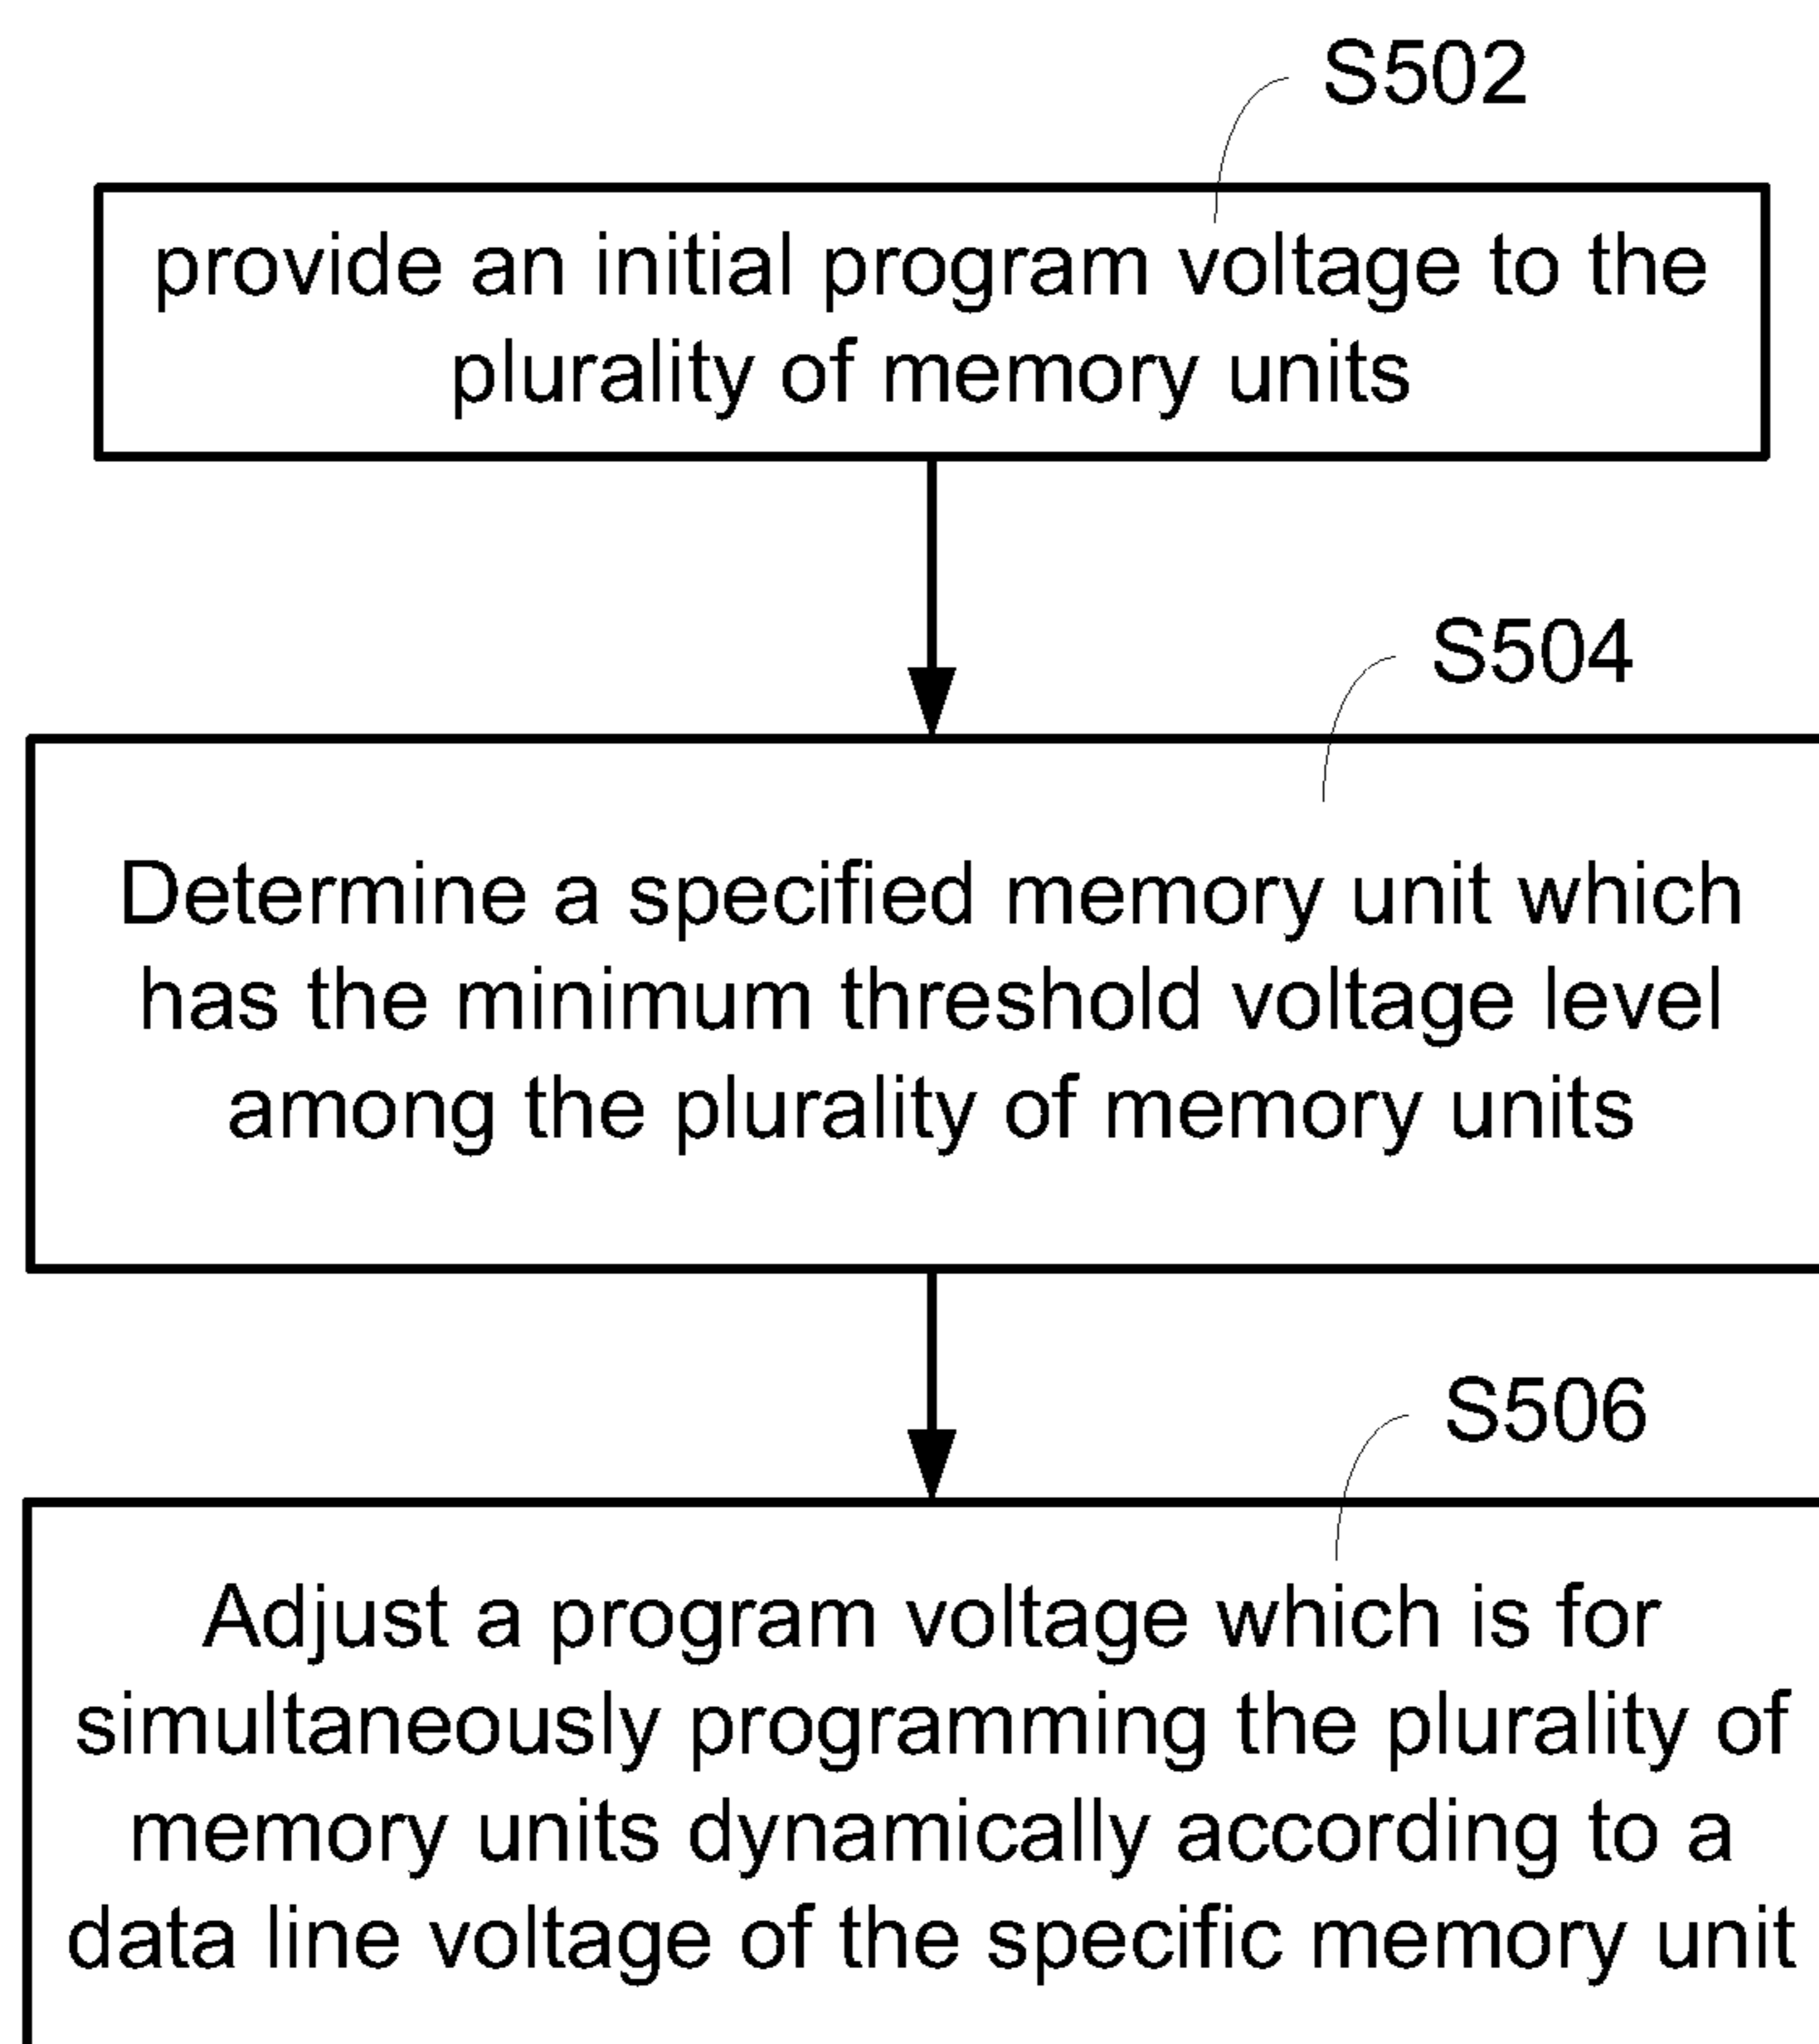 S502
provide an initial program voltage to the
plurality of memory units
S504
Determine a specified memory unit which
has the minimum threshold voltage level
among the plurality of memory units
S506
Adjust a program voltage which is for
simultaneously programming the plurality of
memory units dynamically according to a
data line voltage of the specific memory unit